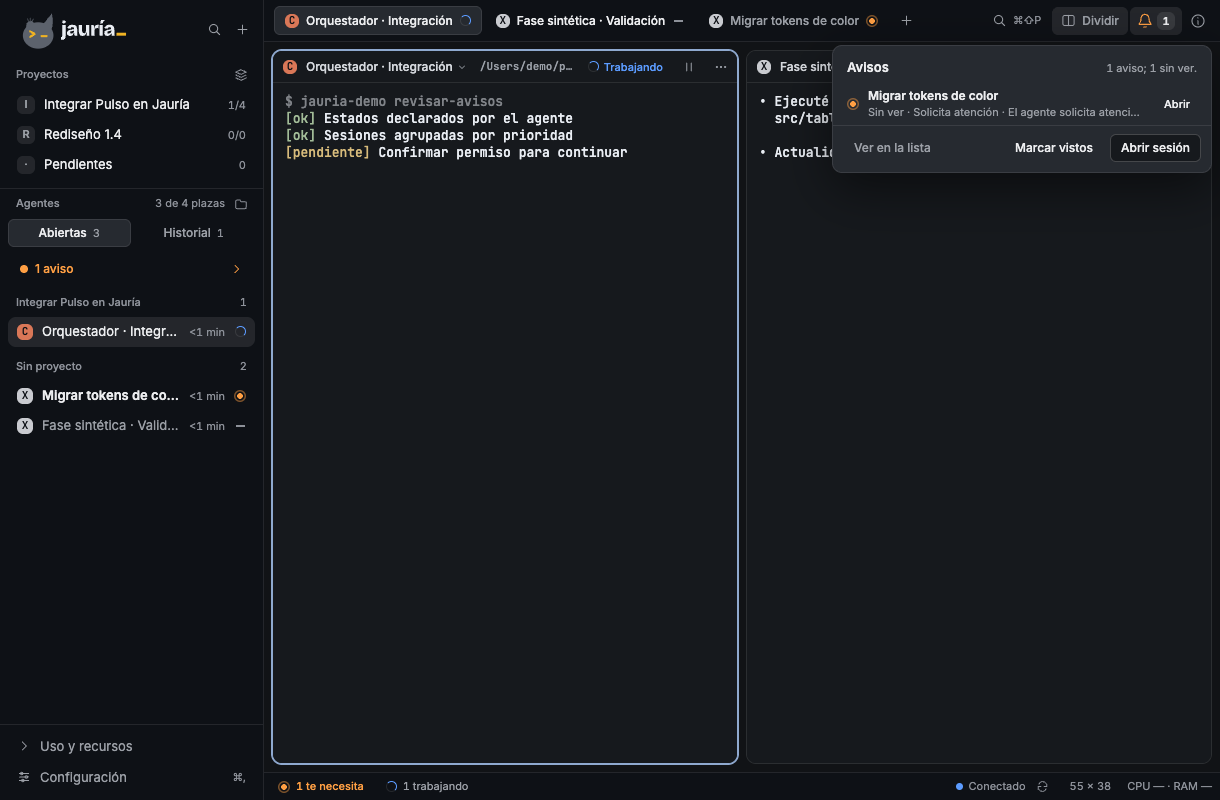 jauría_
Proyectos
I Integrar Pulso en Jauría 1/4
R Rediseño 1.4 0/0
· Pendientes 0
Agentes 3 de 4 plazas
Abiertas 3 Historial 1
1 aviso
Integrar Pulso en Jauría 1
C Orquestador · Integr... <1 min
Sin proyecto 2
X Migrar tokens de co... <1 min
X Fase sintética · Valid... <1 min
Uso y recursos
Configuración ⌘,
C Orquestador · Integración X Fase sintética · Validación X Migrar tokens de color ⌘⇧P Dividir 1
C Orquestador · Integración /Users/demo/p… Trabajando
$ jauria-demo revisar-avisos
[ok] Estados declarados por el agente
[ok] Sesiones agrupadas por prioridad
[pendiente] Confirmar permiso para continuar
X Fase sint
• Ejecuté
src/tabl
• Actualic
Avisos 1 aviso; 1 sin ver.
Migrar tokens de color
Sin ver · Solicita atención · El agente solicita atenci... Abrir
Ver en la lista Marcar vistos Abrir sesión
1 te necesita 1 trabajando Conectado 55 × 38 CPU — · RAM —